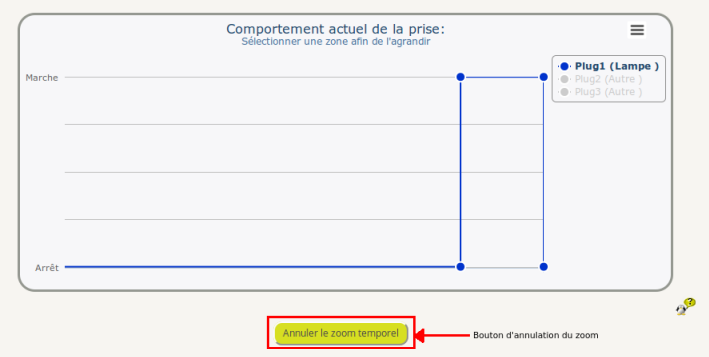 Comportement actuel de la prise:
Sélectionner une zone afin de l'agrandir
Marche
Plug1 (Lampe )
Plug2 (Autre )
Plug3 (Autre )
Arrêt
?
Annuler le zoom temporel
Bouton d'annulation du zoom